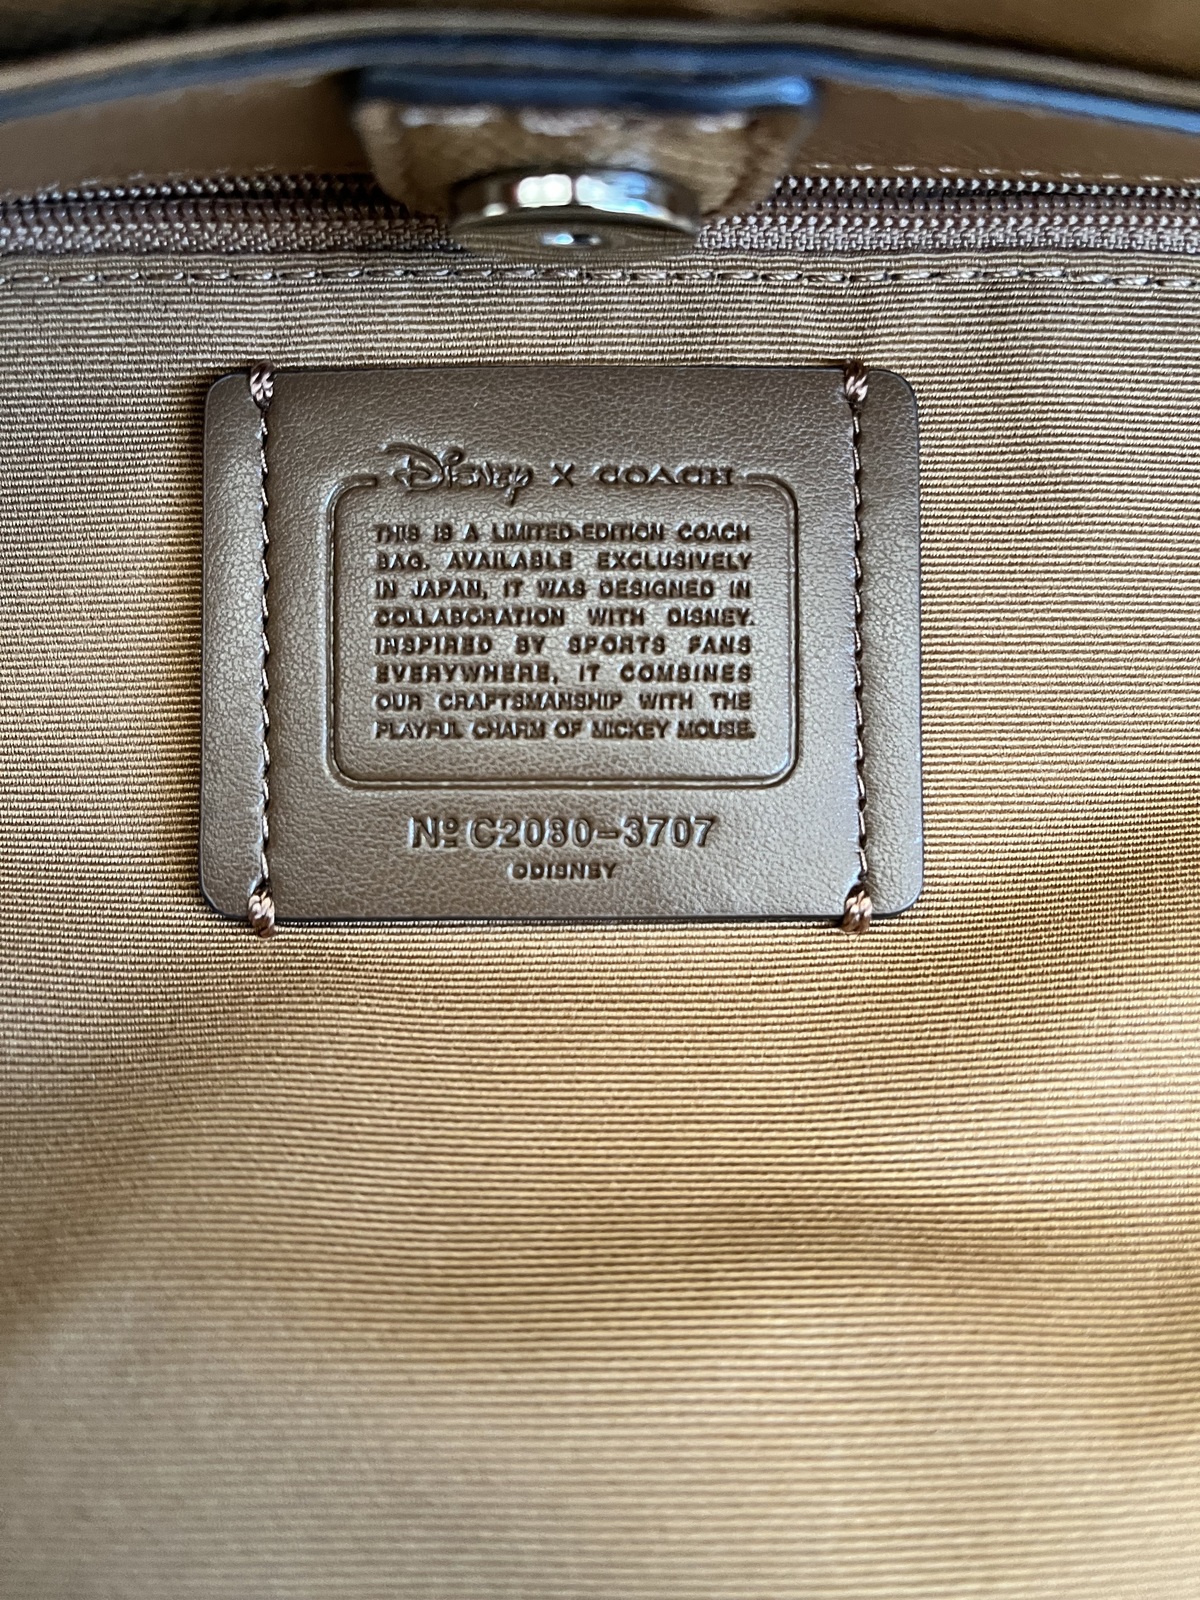 Disney X COACH
THIS IS A LIMITED-EDITION COACH
BAG. AVAILABLE EXCLUSIVELY
IN JAPAN, IT WAS DESIGNED IN
COLLABORATION WITH DISNEY.
INSPIRED BY SPORTS FANS
EVERYWHERE, IT COMBINES
OUR CRAFTSMANSHIP WITH THE
PLAYFUL CHARM OF MICKEY MOUSE.
Nº C2080-3707
©DISNEY